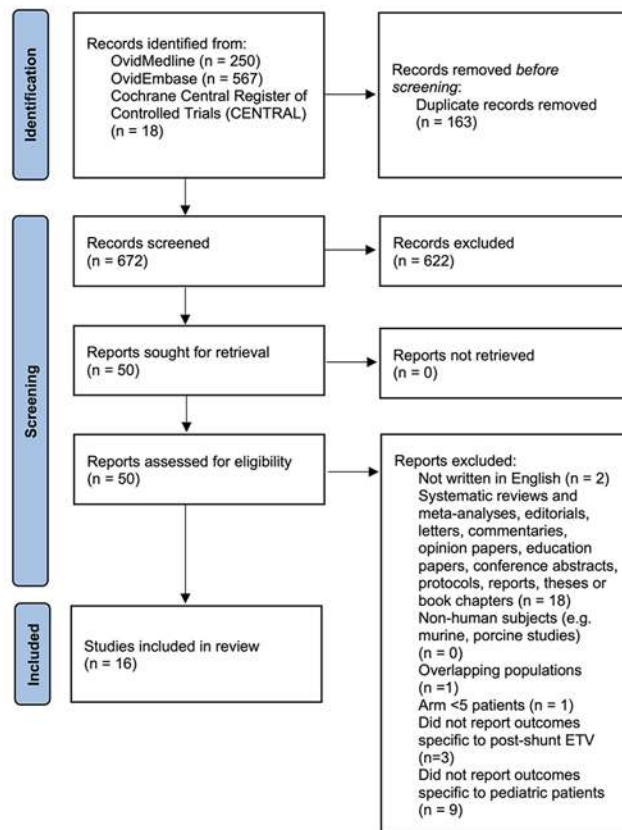 Identification
Records identified from:
OvidMedline (n = 250)
OvidEmbase (n = 567)
Cochrane Central Register of
Controlled Trials (CENTRAL)
(n = 18)
Records removed before
screening:
Duplicate records removed
(n = 163)
Screening
Records screened
(n = 672)
Records excluded
(n = 622)
Reports sought for retrieval
(n = 50)
Reports not retrieved
(n = 0)
Reports assessed for eligibility
(n = 50)
Reports excluded:
Not written in English (n = 2)
Systematic reviews and
meta-analyses, editorials,
letters, commentaries,
opinion papers, education
papers, conference abstracts,
protocols, reports, theses or
book chapters (n = 18)
Non-human subjects (e.g.
murine, porcine studies)
(n = 0)
Overlapping populations
(n =1)
Arm <5 patients (n = 1)
Did not report outcomes
specific to post-shunt ETV
(n=3)
Did not report outcomes
specific to pediatric patients
(n = 9)
Included
Studies included in review
(n = 16)